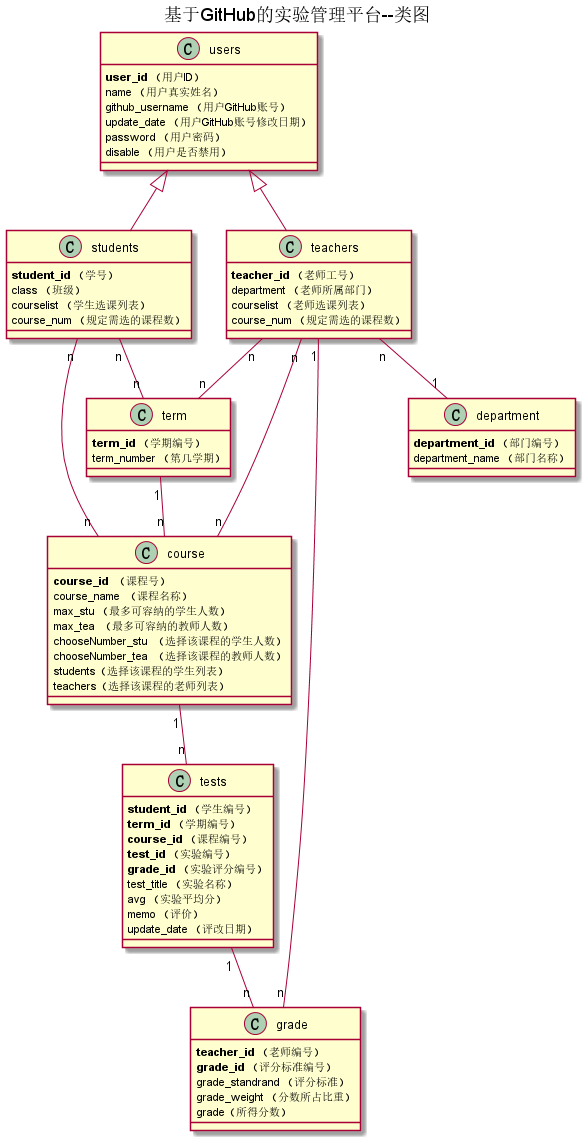 基于GitHub的实验管理平台--类图
C users
user_id （用户ID）
name （用户真实姓名）
github_username （用户GitHub账号）
update_date （用户GitHub账号修改日期）
password （用户密码）
disable （用户是否禁用）
C students
student_id （学号）
class （班级）
courselist （学生选课列表）
course_num （规定需选的课程数）
C teachers
teacher_id （老师工号）
department （老师所属部门）
courselist （老师选课列表）
course_num （规定需选的课程数）
n n n n 1 n
n n 1
C term
term_id （学期编号）
term_number （第几学期）
C department
department_id （部门编号）
department_name （部门名称）
1
n n n
C course
course_id （课程号）
course_name （课程名称）
max_stu （最多可容纳的学生人数）
max_tea （最多可容纳的教师人数）
chooseNumber_stu （选择该课程的学生人数）
chooseNumber_tea （选择该课程的教师人数）
students（选择该课程的学生列表）
teachers（选择该课程的老师列表）
1
n
C tests
student_id （学生编号）
term_id （学期编号）
course_id （课程编号）
test_id （实验编号）
grade_id （实验评分编号）
test_title （实验名称）
avg （实验平均分）
memo （评价）
update_date （评改日期）
1
n n
C grade
teacher_id （老师编号）
grade_id （评分标准编号）
grade_standrand （评分标准）
grade_weight （分数所占比重）
grade（所得分数）